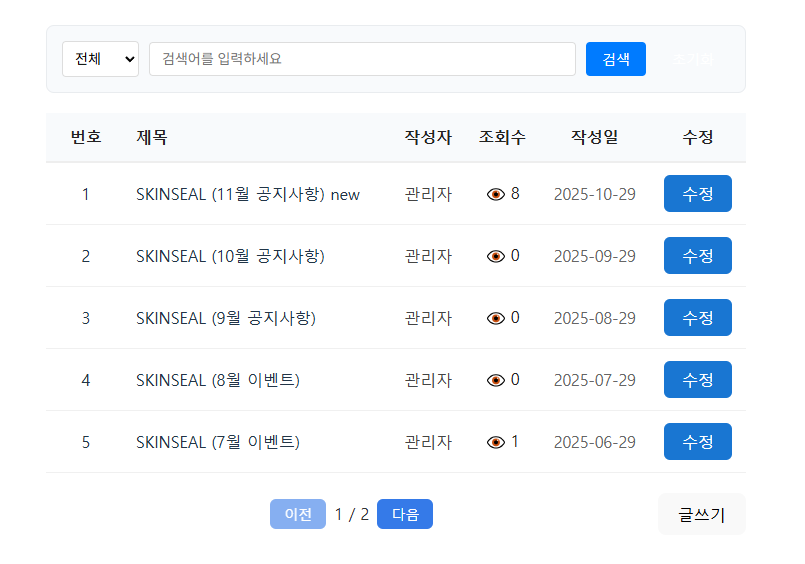 전체 검색어를 입력하세요 검색 초기화
번호 제목 작성자 조회수 작성일 수정
1 SKINSEAL (11월 공지사항) new 관리자 8 2025-10-29 수정
2 SKINSEAL (10월 공지사항) 관리자 0 2025-09-29 수정
3 SKINSEAL (9월 공지사항) 관리자 0 2025-08-29 수정
4 SKINSEAL (8월 이벤트) 관리자 0 2025-07-29 수정
5 SKINSEAL (7월 이벤트) 관리자 1 2025-06-29 수정
이전 1 / 2 다음 글쓰기